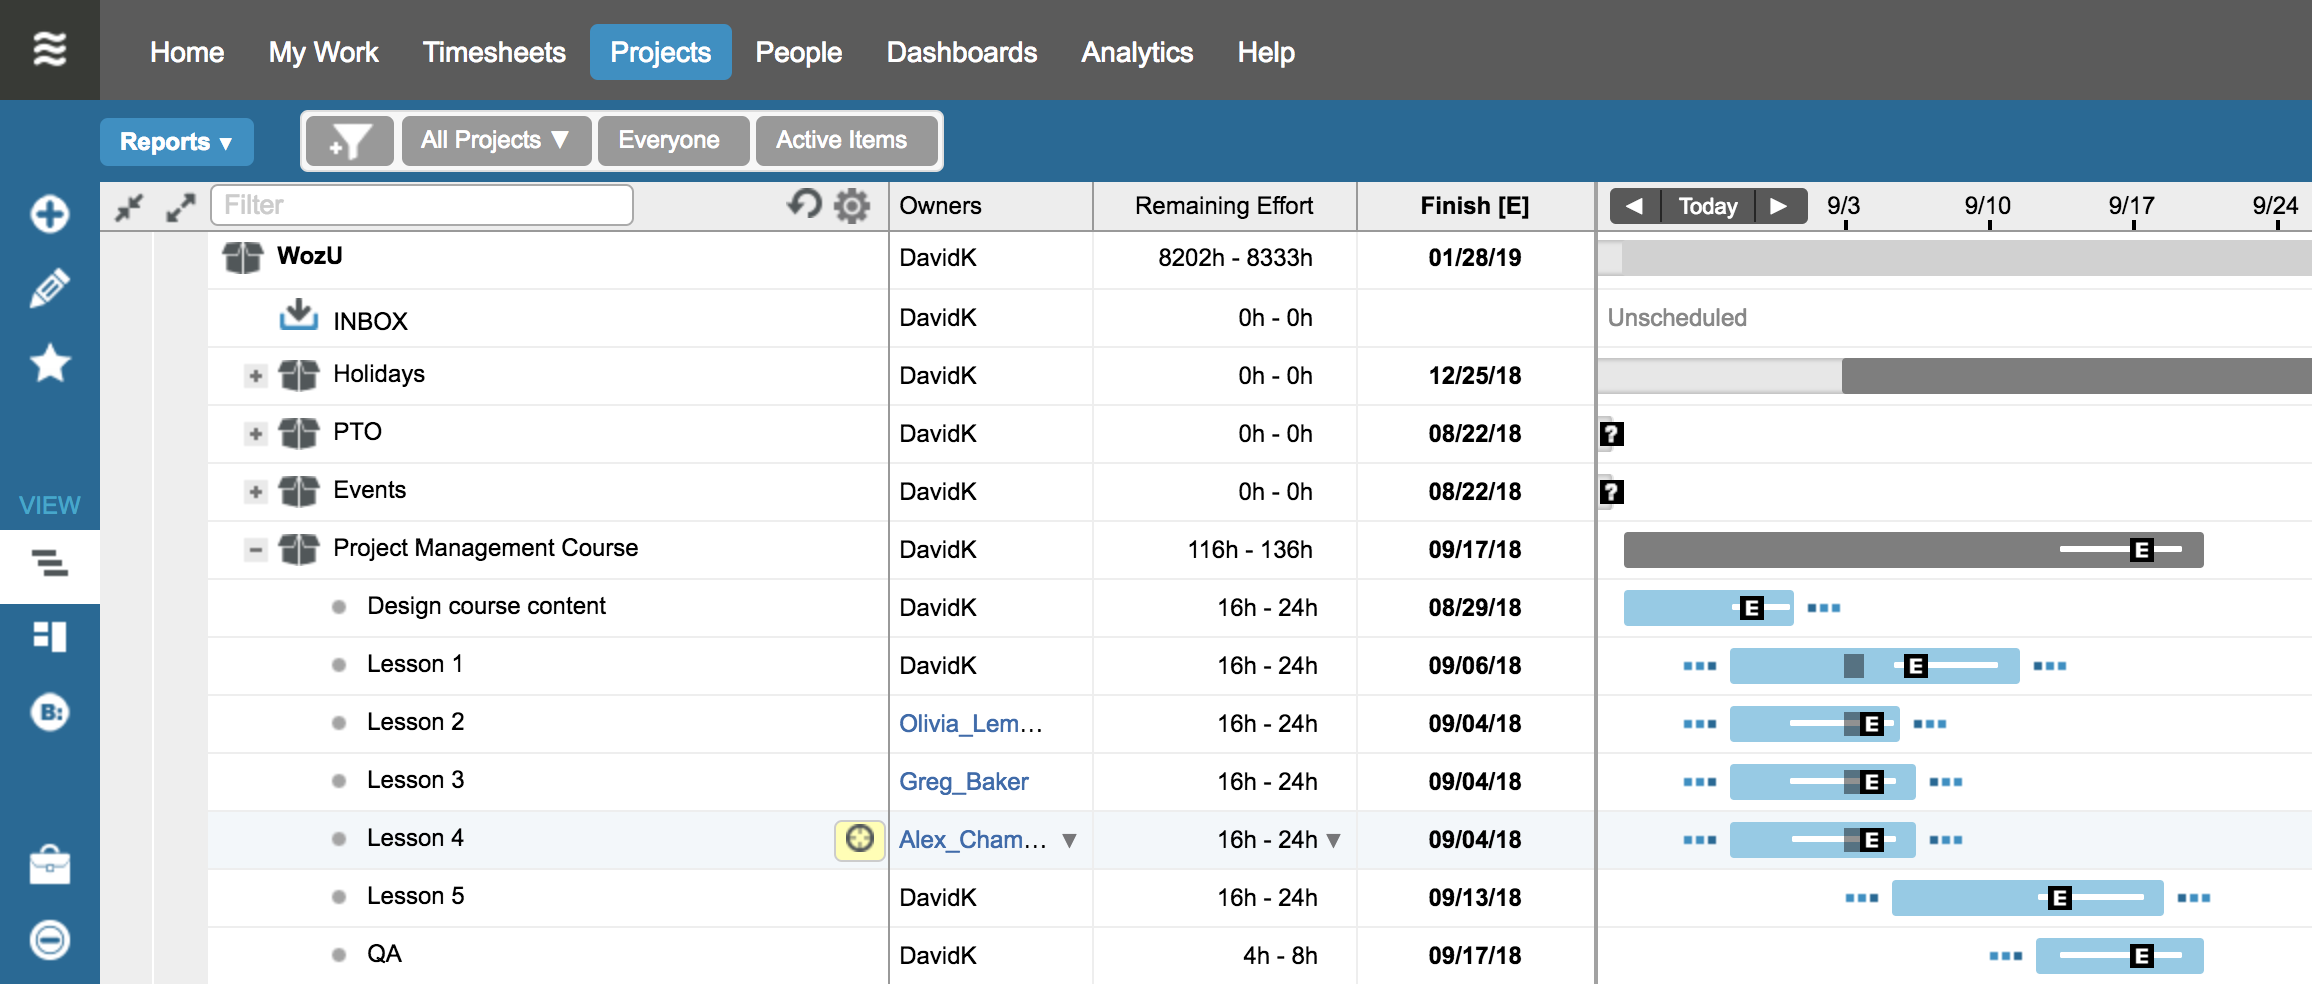 Home My Work Timesheets Projects People Dashboards Analytics Help
Reports ▼ All Projects ▼ Everyone Active Items
Filter Owners Remaining Effort Finish [E] ◀ Today ▶ 9/3 9/10 9/17 9/24
WozU DavidK 8202h - 8333h 01/28/19
INBOX DavidK 0h - 0h Unscheduled
Holidays DavidK 0h - 0h 12/25/18
PTO DavidK 0h - 0h 08/22/18 ?
Events DavidK 0h - 0h 08/22/18 ?
VIEW
Project Management Course DavidK 116h - 136h 09/17/18 E
Design course content DavidK 16h - 24h 08/29/18 E
Lesson 1 DavidK 16h - 24h 09/06/18 E
B:
Lesson 2 Olivia_Lem... 16h - 24h 09/04/18 E
Lesson 3 Greg_Baker 16h - 24h 09/04/18 E
Lesson 4 Alex_Cham... ▼ 16h - 24h ▼ 09/04/18 E
Lesson 5 DavidK 16h - 24h 09/13/18 E
QA DavidK 4h - 8h 09/17/18 E